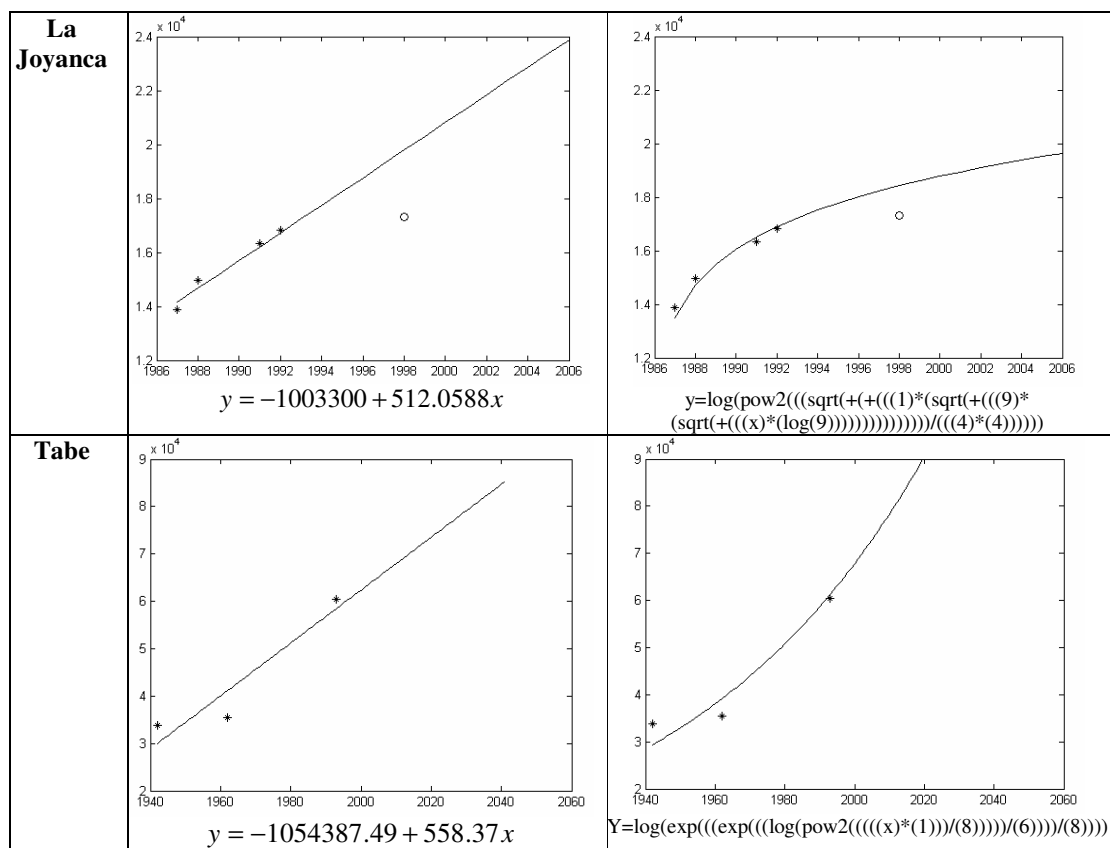 La
Joyanca
x 10^4
2.4
2.2
2
1.8
1.6
1.4
1.2
1986 1988 1990 1992 1994 1996 1998 2000 2002 2004 2006
y = −1003300 + 512.0588x
x 10^4
2.4
2.2
2
1.8
1.6
1.4
1.2
1986 1988 1990 1992 1994 1996 1998 2000 2002 2004 2006
y=log(pow2(((sqrt(+(+(((1)*(sqrt(+(((9)*
(sqrt(+(((x)*(log(9)))))))))))))))/(((4)*(4))))))
Tabe
x 10^4
9
8
7
6
5
4
3
2
1940 1960 1980 2000 2020 2040 2060
y = −1054387.49 + 558.37x
x 10^4
9
8
7
6
5
4
3
2
1940 1960 1980 2000 2020 2040 2060
Y=log(exp(((exp(((log(pow2(((((x)*(1)))/(8)))))/(6))))/(8))))